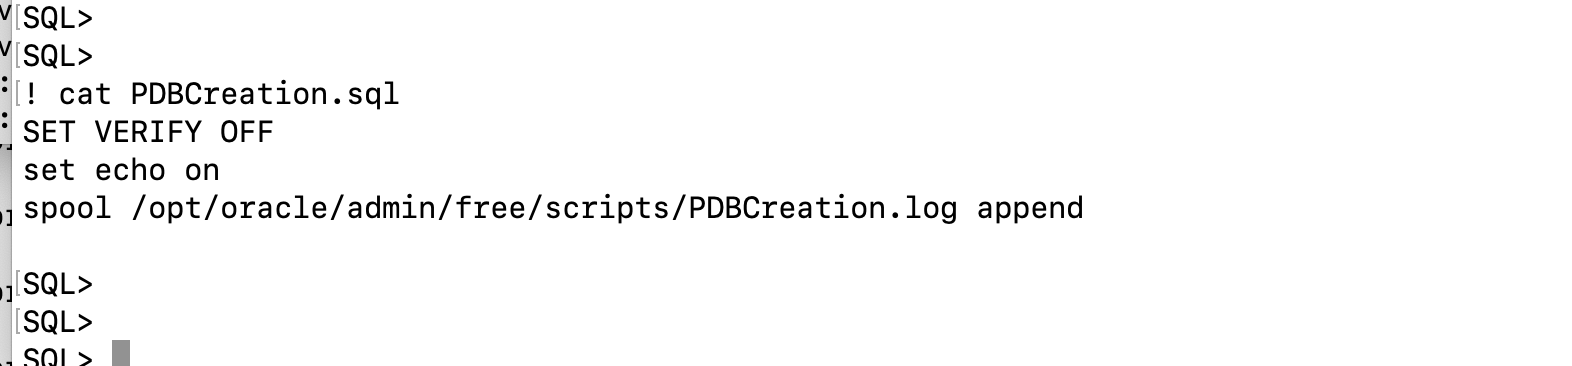 SQL>
SQL>
! cat PDBCreation.sql
SET VERIFY OFF
set echo on
spool /opt/oracle/admin/free/scripts/PDBCreation.log append
SQL>
SQL>
SQL>